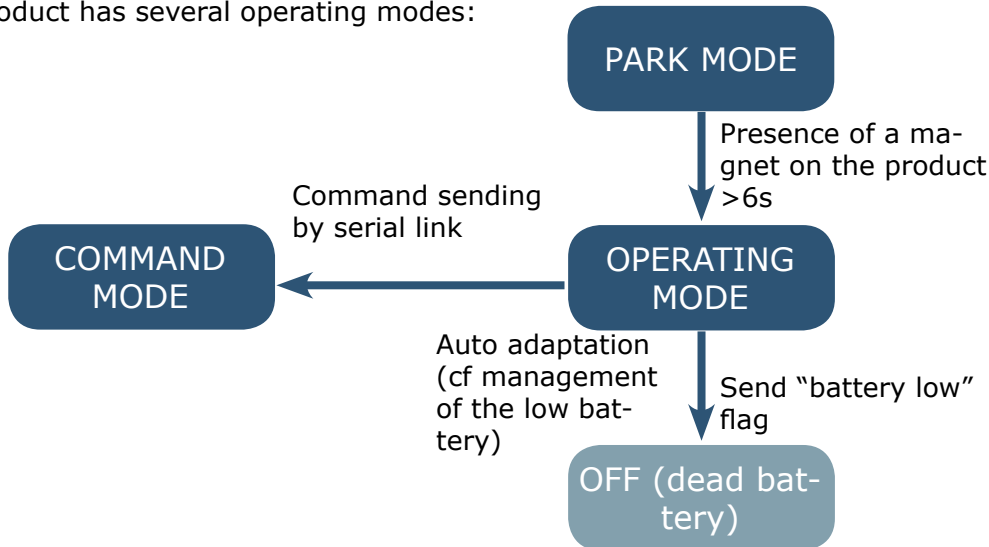 oduct has several operating modes:
PARK MODE
Presence of a ma-
gnet on the product
>6s
Command sending
by serial link
COMMAND
MODE
OPERATING
MODE
Auto adaptation
(cf management
of the low bat-
tery)
Send “battery low”
flag
OFF (dead bat-
tery)